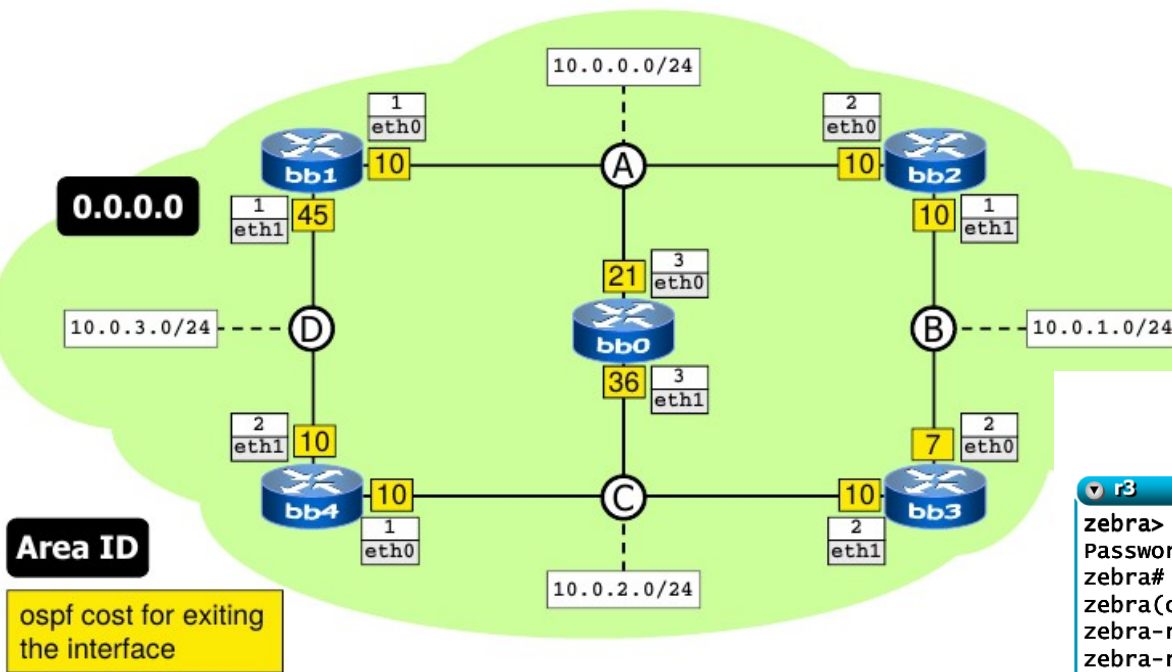 10.0.0.0/24
1
eth0
2
eth0
10
A
10
bb1
bb2
0.0.0.0
1
eth1
45
10
1
eth1
21
3
eth0
10.0.3.0/24
D
bb0
B
10.0.1.0/24
36
3
eth1
2
eth1
10
7
2
eth0
bb4
10
C
10
bb3
1
eth0
2
eth1
Area ID
10.0.2.0/24
ospf cost for exiting
the interface
r3
zebra>
zebra#